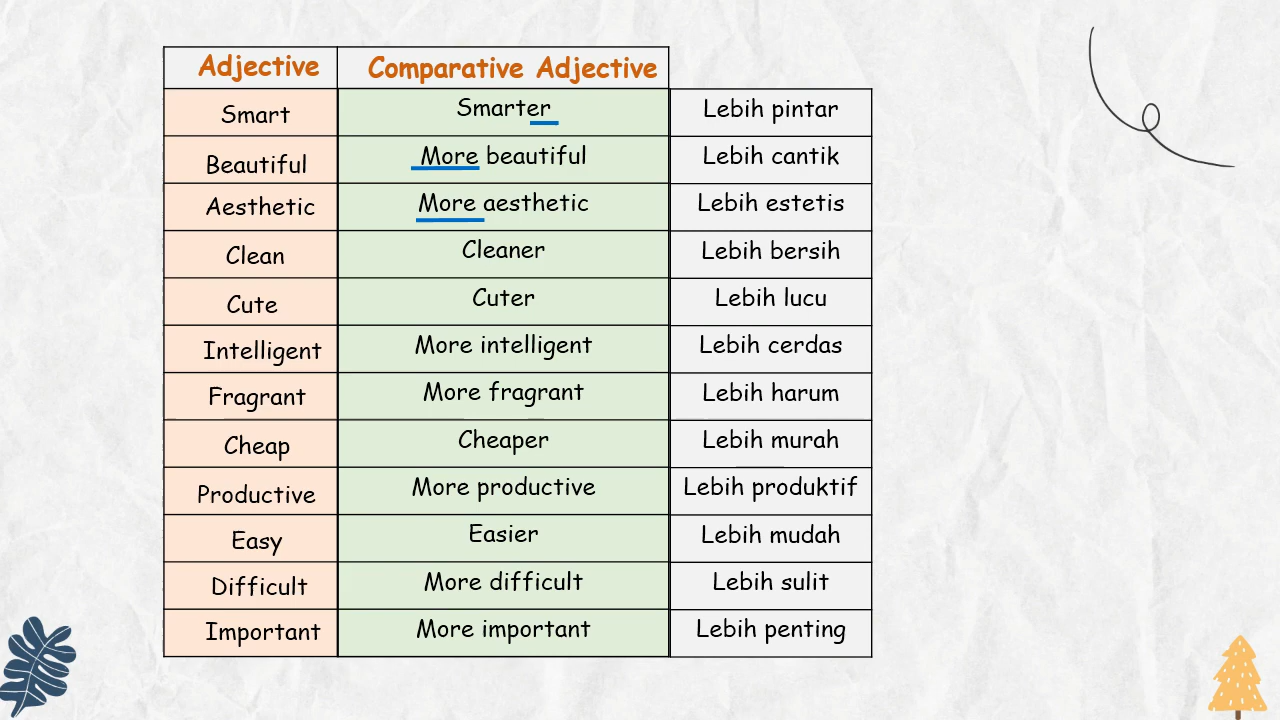 Adjective Comparative Adjective
Smart Smarter Lebih pintar
Beautiful More beautiful Lebih cantik
Aesthetic More aesthetic Lebih estetis
Clean Cleaner Lebih bersih
Cute Cuter Lebih lucu
Intelligent More intelligent Lebih cerdas
Fragrant More fragrant Lebih harum
Cheap Cheaper Lebih murah
Productive More productive Lebih produktif
Easy Easier Lebih mudah
Difficult More difficult Lebih sulit
Important More important Lebih penting